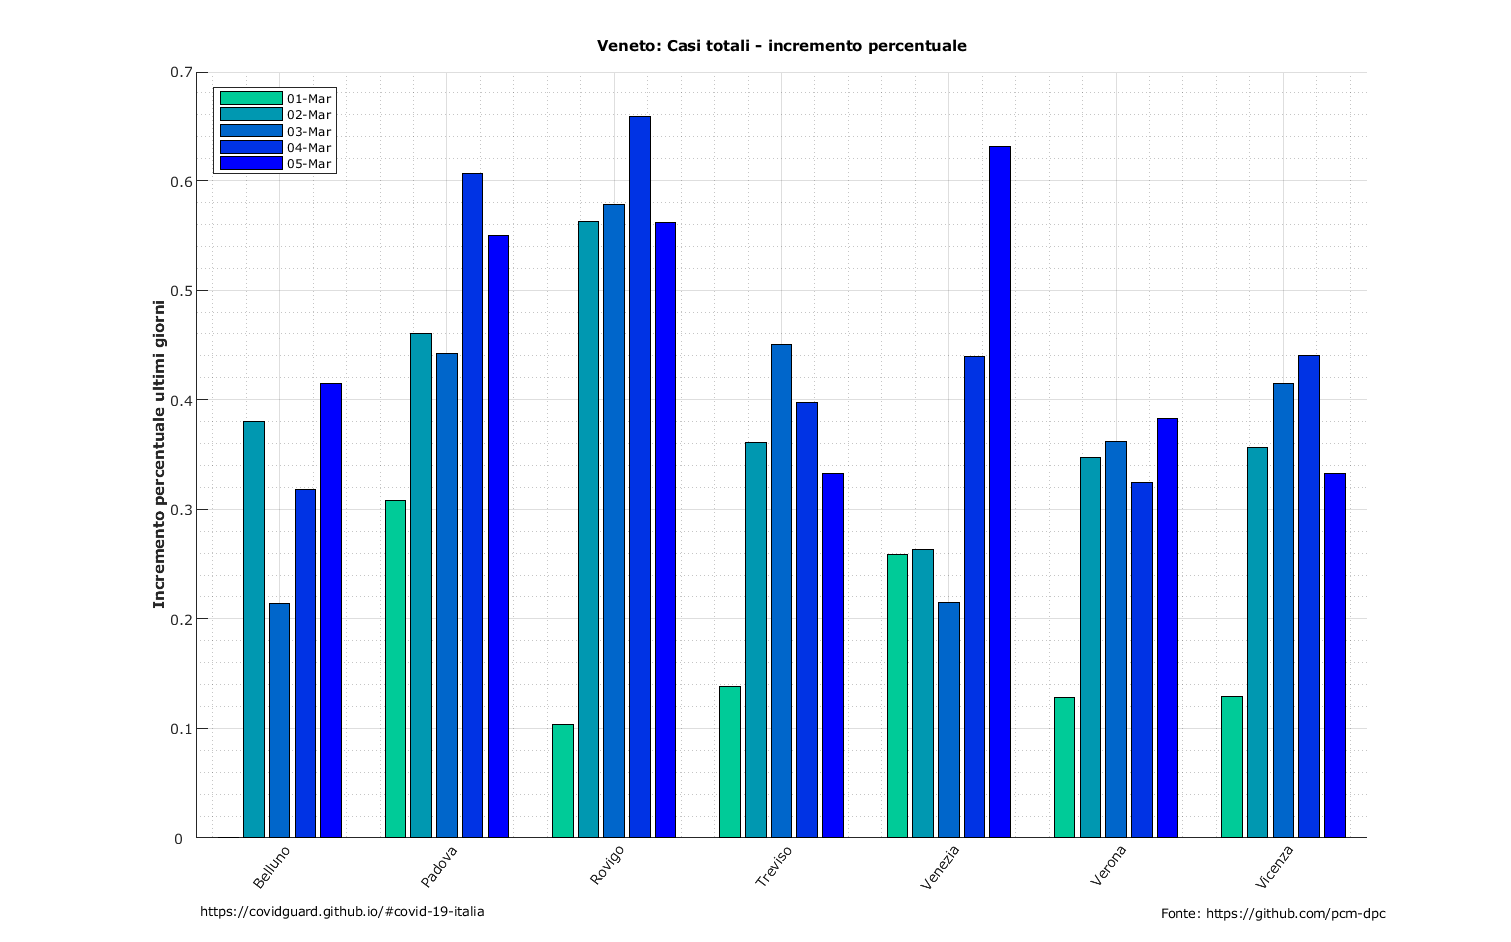 Veneto: Casi totali - incremento percentuale
0.7
0.6
0.5
0.4
0.3
0.2
0.1
0
Incremento percentuale ultimi giorni
01-Mar
02-Mar
03-Mar
04-Mar
05-Mar
Belluno
Padova
Rovigo
Treviso
Venezia
Verona
Vicenza
https://covidguard.github.io/#covid-19-italia
Fonte: https://github.com/pcm-dpc